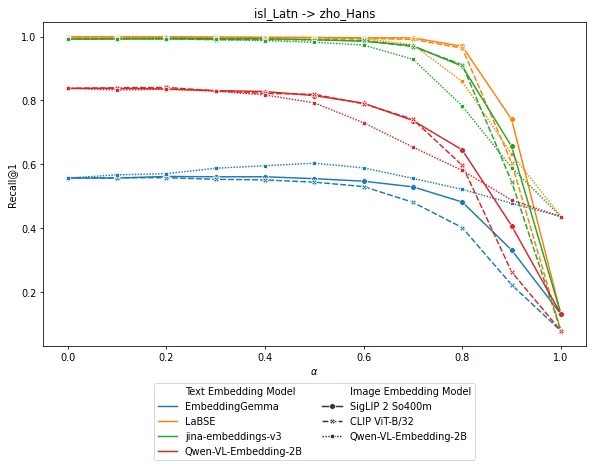 isl_Latn -> zho_Hans
Recall@1
1.0
0.8
0.6
0.4
0.2
0.0 0.2 0.4 0.6 0.8 1.0
α
Text Embedding Model
EmbeddingGemma
LaBSE
jina-embeddings-v3
Qwen-VL-Embedding-2B
Image Embedding Model
SigLIP 2 So400m
CLIP ViT-B/32
Qwen-VL-Embedding-2B